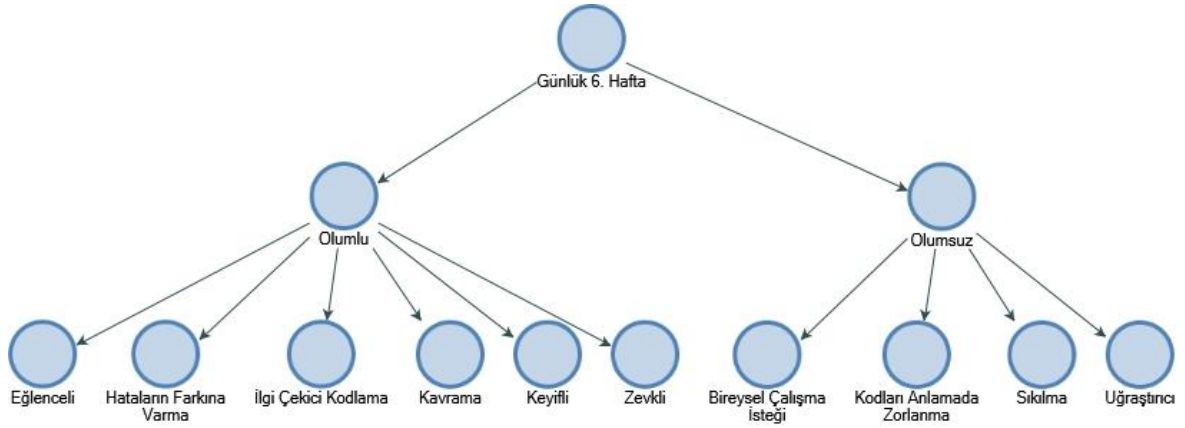 Günlük 6. Hafta
Olumlu
Olumsuz
Eğlenceli
Hataların Farkına
Varma
İlgi Çekici Kodlama
Kavrama
Keyifli
Zevkli
Bireysel Çalışma
İsteği
Kodları Anlamada
Zorlanma
Sıkılma
Uğraştırıcı